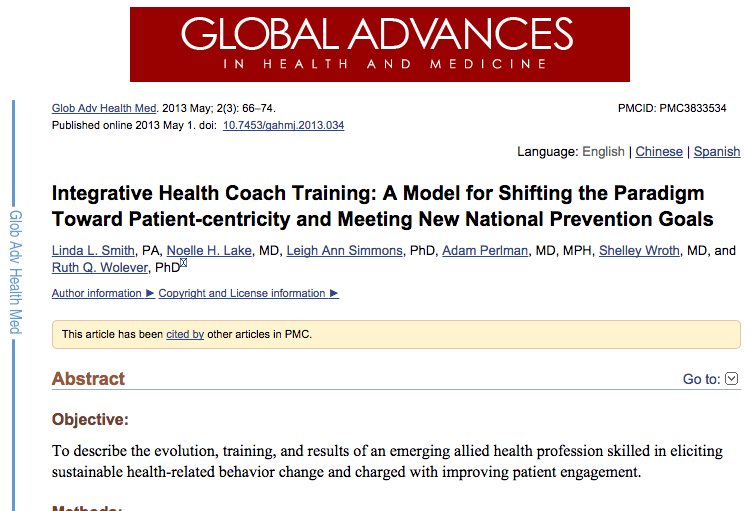 GLOBAL ADVANCES
IN HEALTH AND MEDICINE
Glob Adv Health Med. 2013 May; 2(3): 66–74.
PMCID: PMC3833534
Published online 2013 May 1. doi: 10.7453/gahmj.2013.034
Language: English | Chinese | Spanish
Integrative Health Coach Training: A Model for Shifting the Paradigm
Toward Patient-centricity and Meeting New National Prevention Goals
Linda L. Smith, PA, Noelle H. Lake, MD, Leigh Ann Simmons, PhD, Adam Perlman, MD, MPH, Shelley Wroth, MD, and
Ruth Q. Wolever, PhD
Author information ► Copyright and License information ►
This article has been cited by other articles in PMC.
Abstract
Go to:
Objective:
To describe the evolution, training, and results of an emerging allied health profession skilled in eliciting
sustainable health-related behavior change and charged with improving patient engagement.
Methods:
Glob Adv Health Med